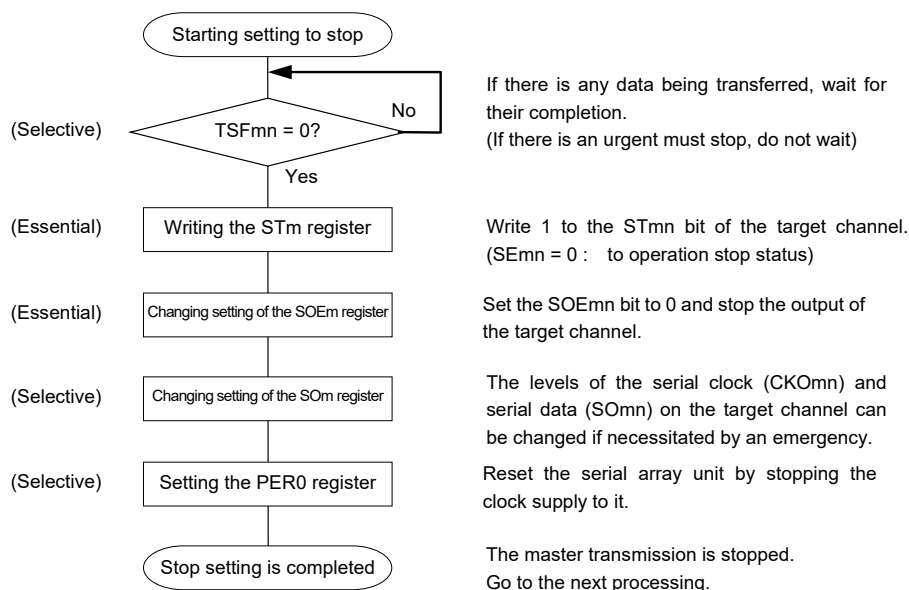 Starting setting to stop
No
If there is any data being transferred, wait for
their completion.
(If there is an urgent must stop, do not wait)
(Selective)
TSFmn = 0?
Yes
(Essential)
Writing the STm register
Write 1 to the STmn bit of the target channel.
(SEmn = 0 : to operation stop status)
(Essential)
Changing setting of the SOEm register
Set the SOEmn bit to 0 and stop the output of
the target channel.
(Selective)
Changing setting of the SOm register
The levels of the serial clock (CKOmn) and
serial data (SOmn) on the target channel can
be changed if necessitated by an emergency.
(Selective)
Setting the PER0 register
Reset the serial array unit by stopping the
clock supply to it.
Stop setting is completed
The master transmission is stopped.
Go to the next processing.